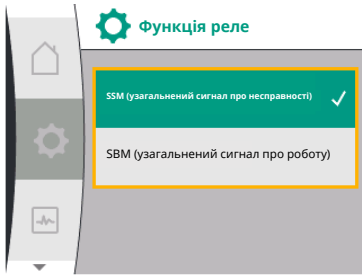 Функція реле
SSM (узагальнений сигнал про несправності)
SBM (узагальнений сигнал про роботу)